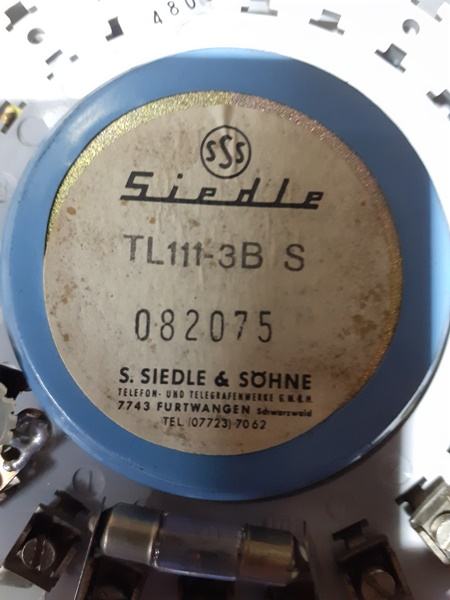 480
SSS
Siedle
TL111-3B S
082075
S. SIEDLE & SÖHNE
TELEFON- UND TELEGRAFENWERKE G.M.B.H.
7743 FURTWANGEN Schwarzwald
TEL (07723) 7062